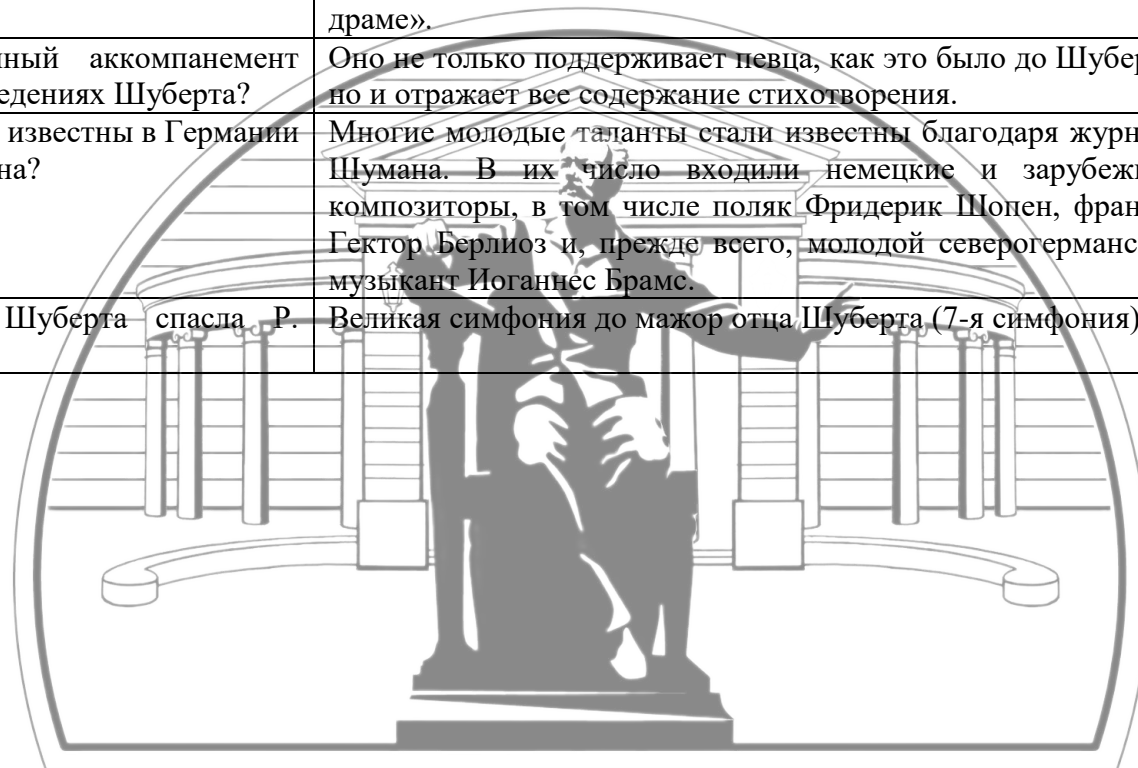 драме».
нный аккомпанемент
едениях Шуберта?
Оно не только поддерживает певца, как это было до Шубер
но и отражает все содержание стихотворения.
известны в Германии
на?
Многие молодые таланты стали известны благодаря журн
Шумана. В их число входили немецкие и зарубежн
композиторы, в том числе поляк Фридерик Шопен, фран
Гектор Берлиоз и, прежде всего, молодой северогерманс
музыкант Иоганнес Брамс.
Шуберта спасла Р.
Великая симфония до мажор отца Шуберта (7-я симфония)